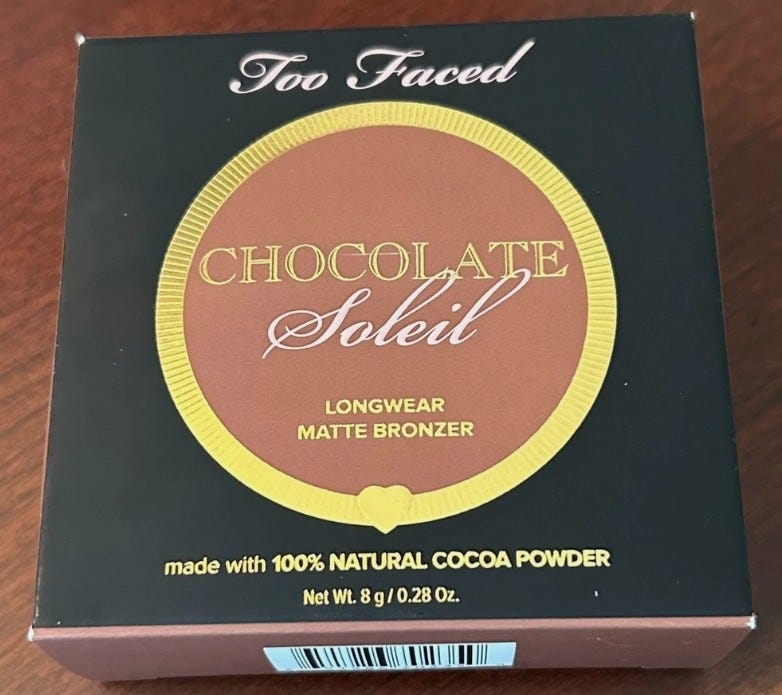 Too Faced
CHOCOLATE
Soleil
LONGWEAR
MATTE BRONZER
made with 100% NATURAL COCOA POWDER
Net Wt. 8 g / 0.28 Oz.